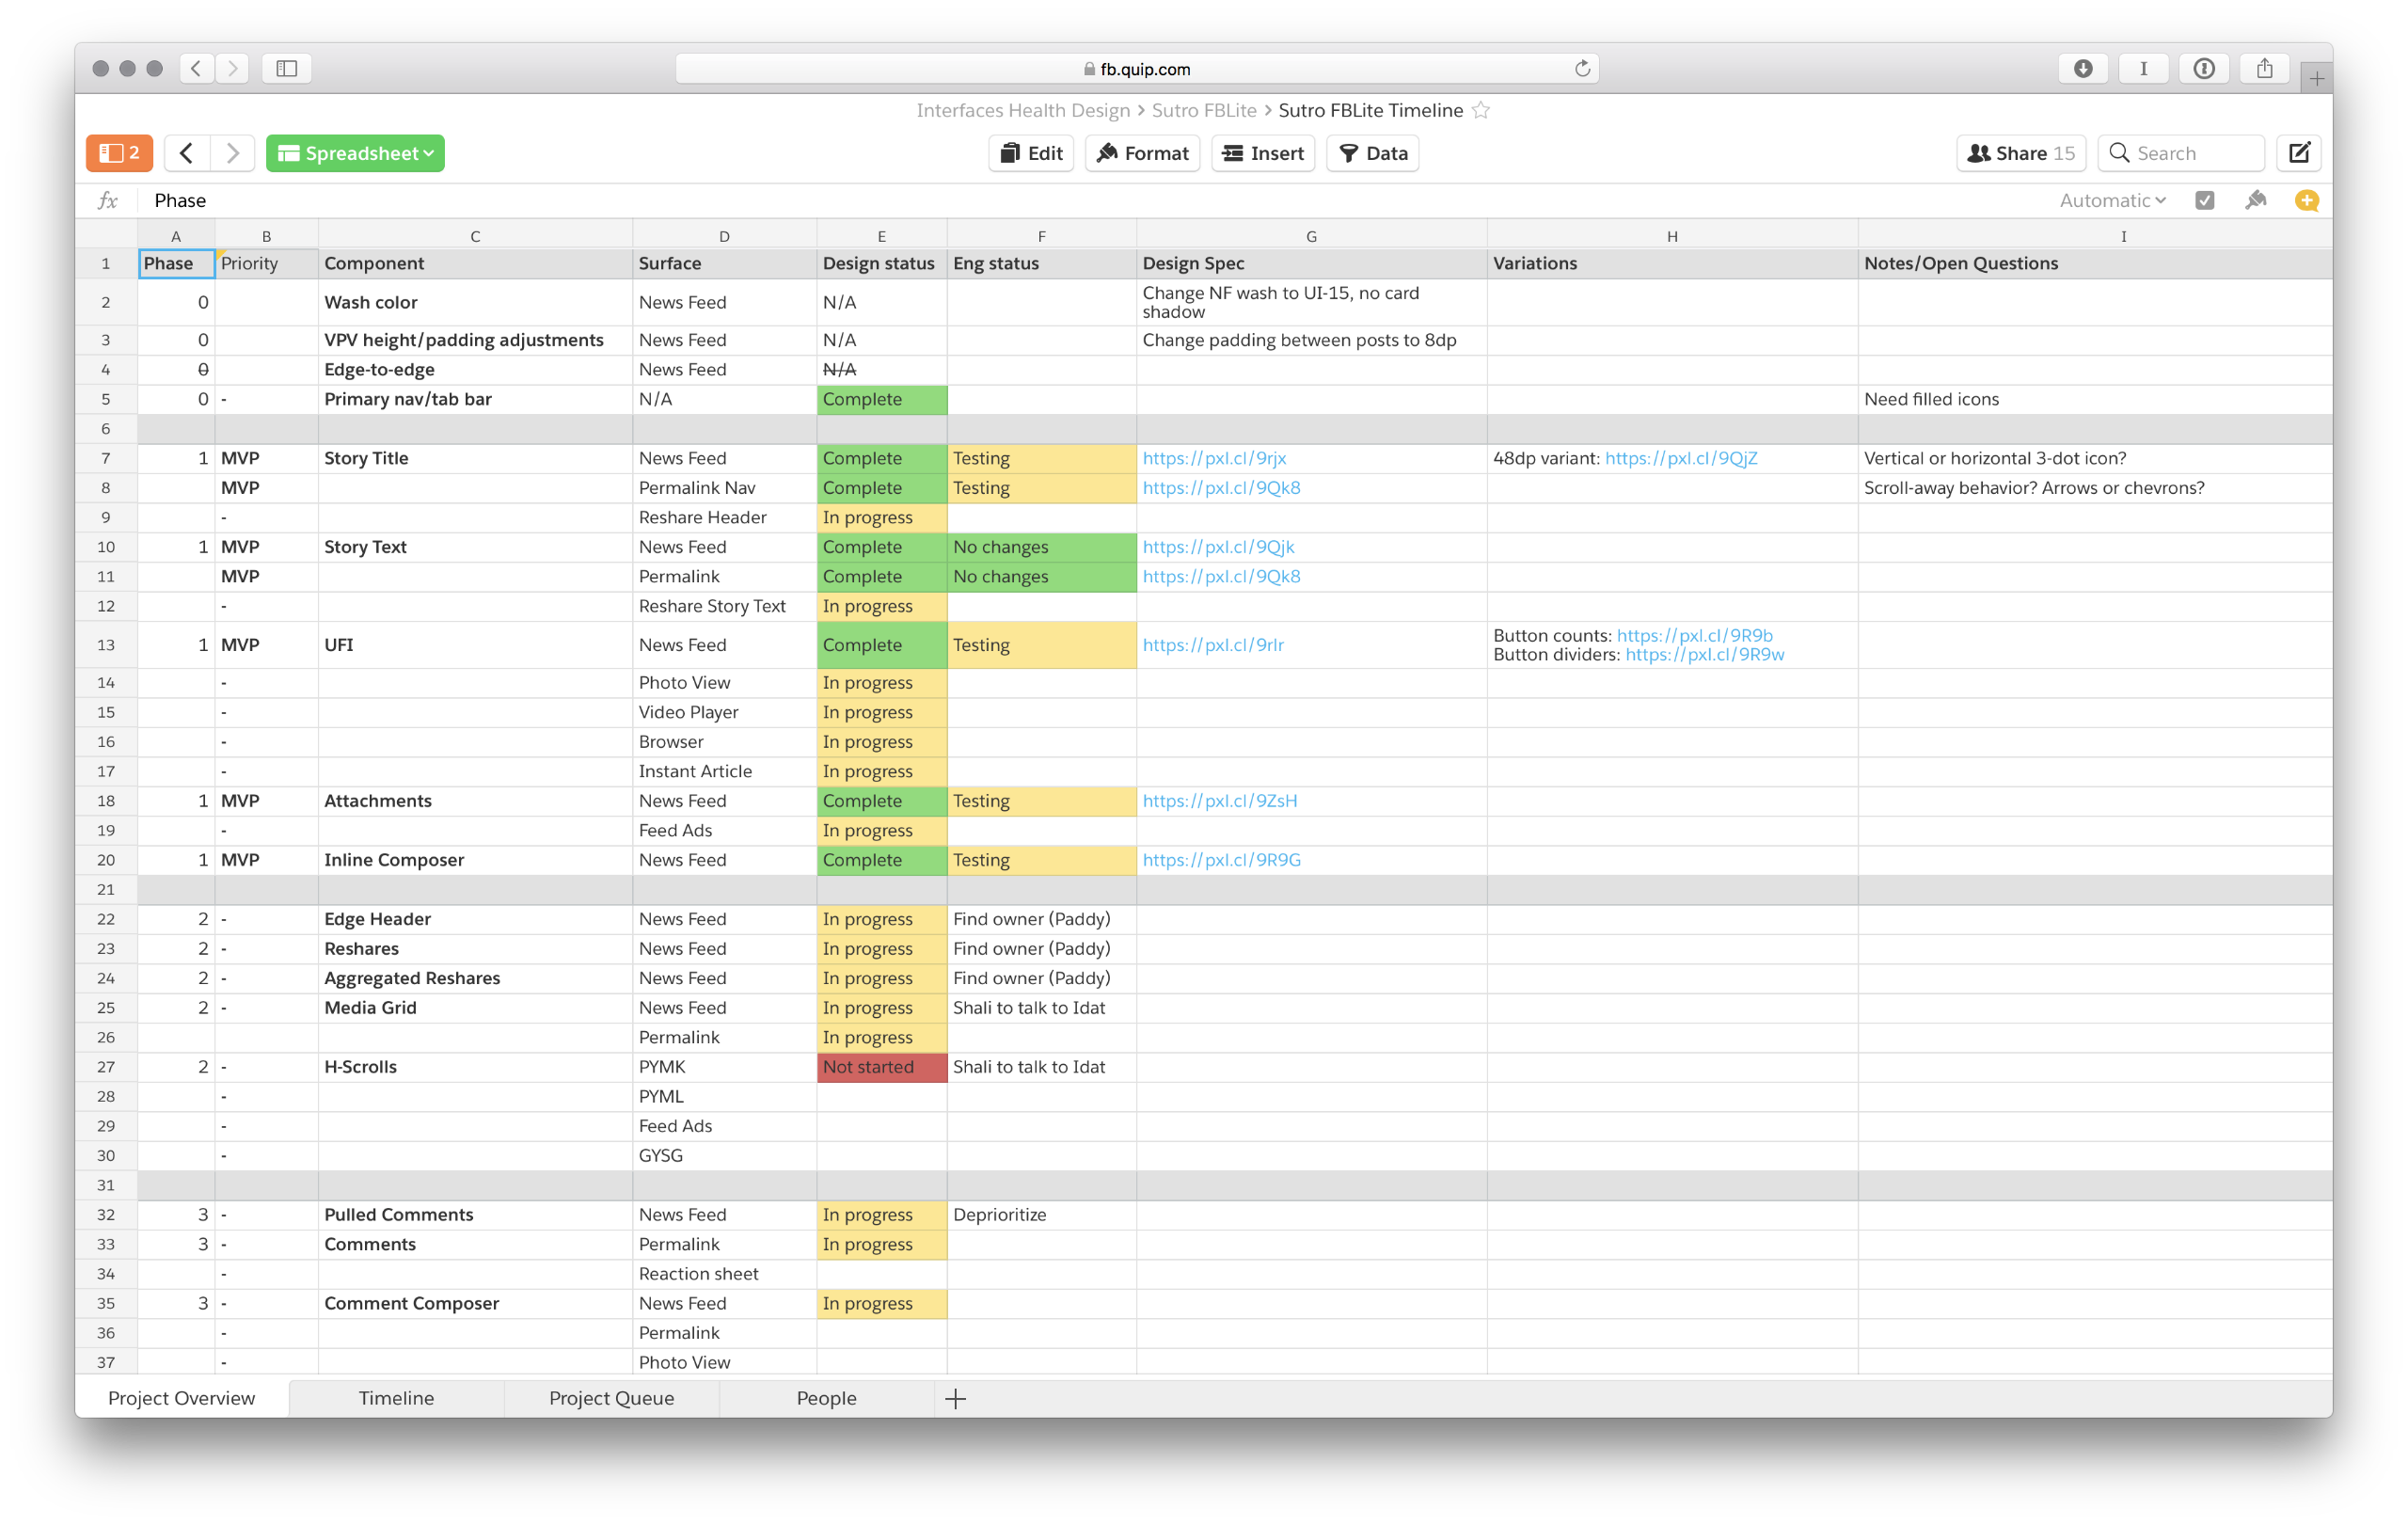 fb.quip.com
Interfaces Health Design > Sutro FBLite > Sutro FBLite Timeline
2 Spreadsheet Edit Format Insert Data Share 15 Search
fx Phase Automatic
A B C D E F G H I
1 Phase Priority Component Surface Design status Eng status Design Spec Variations Notes/Open Questions
2 0 Wash color News Feed N/A Change NF wash to UI-15, no card
shadow
3 0 VPV height/padding adjustments News Feed N/A Change padding between posts to 8dp
4 0 Edge-to-edge News Feed N/A
5 0 - Primary nav/tab bar N/A Complete Need filled icons
6
7 1 MVP Story Title News Feed Complete Testing https://pxl.cl/9rjx 48dp variant: https://pxl.cl/9QjZ Vertical or horizontal 3-dot icon?
8 MVP Permalink Nav Complete Testing https://pxl.cl/9Qk8 Scroll-away behavior? Arrows or chevrons?
9 - Reshare Header In progress
10 1 MVP Story Text News Feed Complete No changes https://pxl.cl/9Qjk
11 MVP Permalink Complete No changes https://pxl.cl/9Qk8
12 - Reshare Story Text In progress
13 1 MVP UFI News Feed Complete Testing https://pxl.cl/9rlr Button counts: https://pxl.cl/9R9b
Button dividers: https://pxl.cl/9R9w
14 - Photo View In progress
15 - Video Player In progress
16 - Browser In progress
17 - Instant Article In progress
18 1 MVP Attachments News Feed Complete Testing https://pxl.cl/9ZsH
19 - Feed Ads In progress
20 1 MVP Inline Composer News Feed Complete Testing https://pxl.cl/9R9G
21
22 2 - Edge Header News Feed In progress Find owner (Paddy)
23 2 - Reshares News Feed In progress Find owner (Paddy)
24 2 - Aggregated Reshares News Feed In progress Find owner (Paddy)
25 2 - Media Grid News Feed In progress Shali to talk to Idat
26 Permalink In progress
27 2 - H-Scrolls PYMK Not started Shali to talk to Idat
28 - PYML
29 - Feed Ads
30 - GYSG
31
32 3 - Pulled Comments News Feed In progress Deprioritize
33 3 - Comments Permalink In progress
34 - Reaction sheet
35 3 - Comment Composer News Feed In progress
36 - Permalink
37 - Photo View
Project Overview Timeline Project Queue People